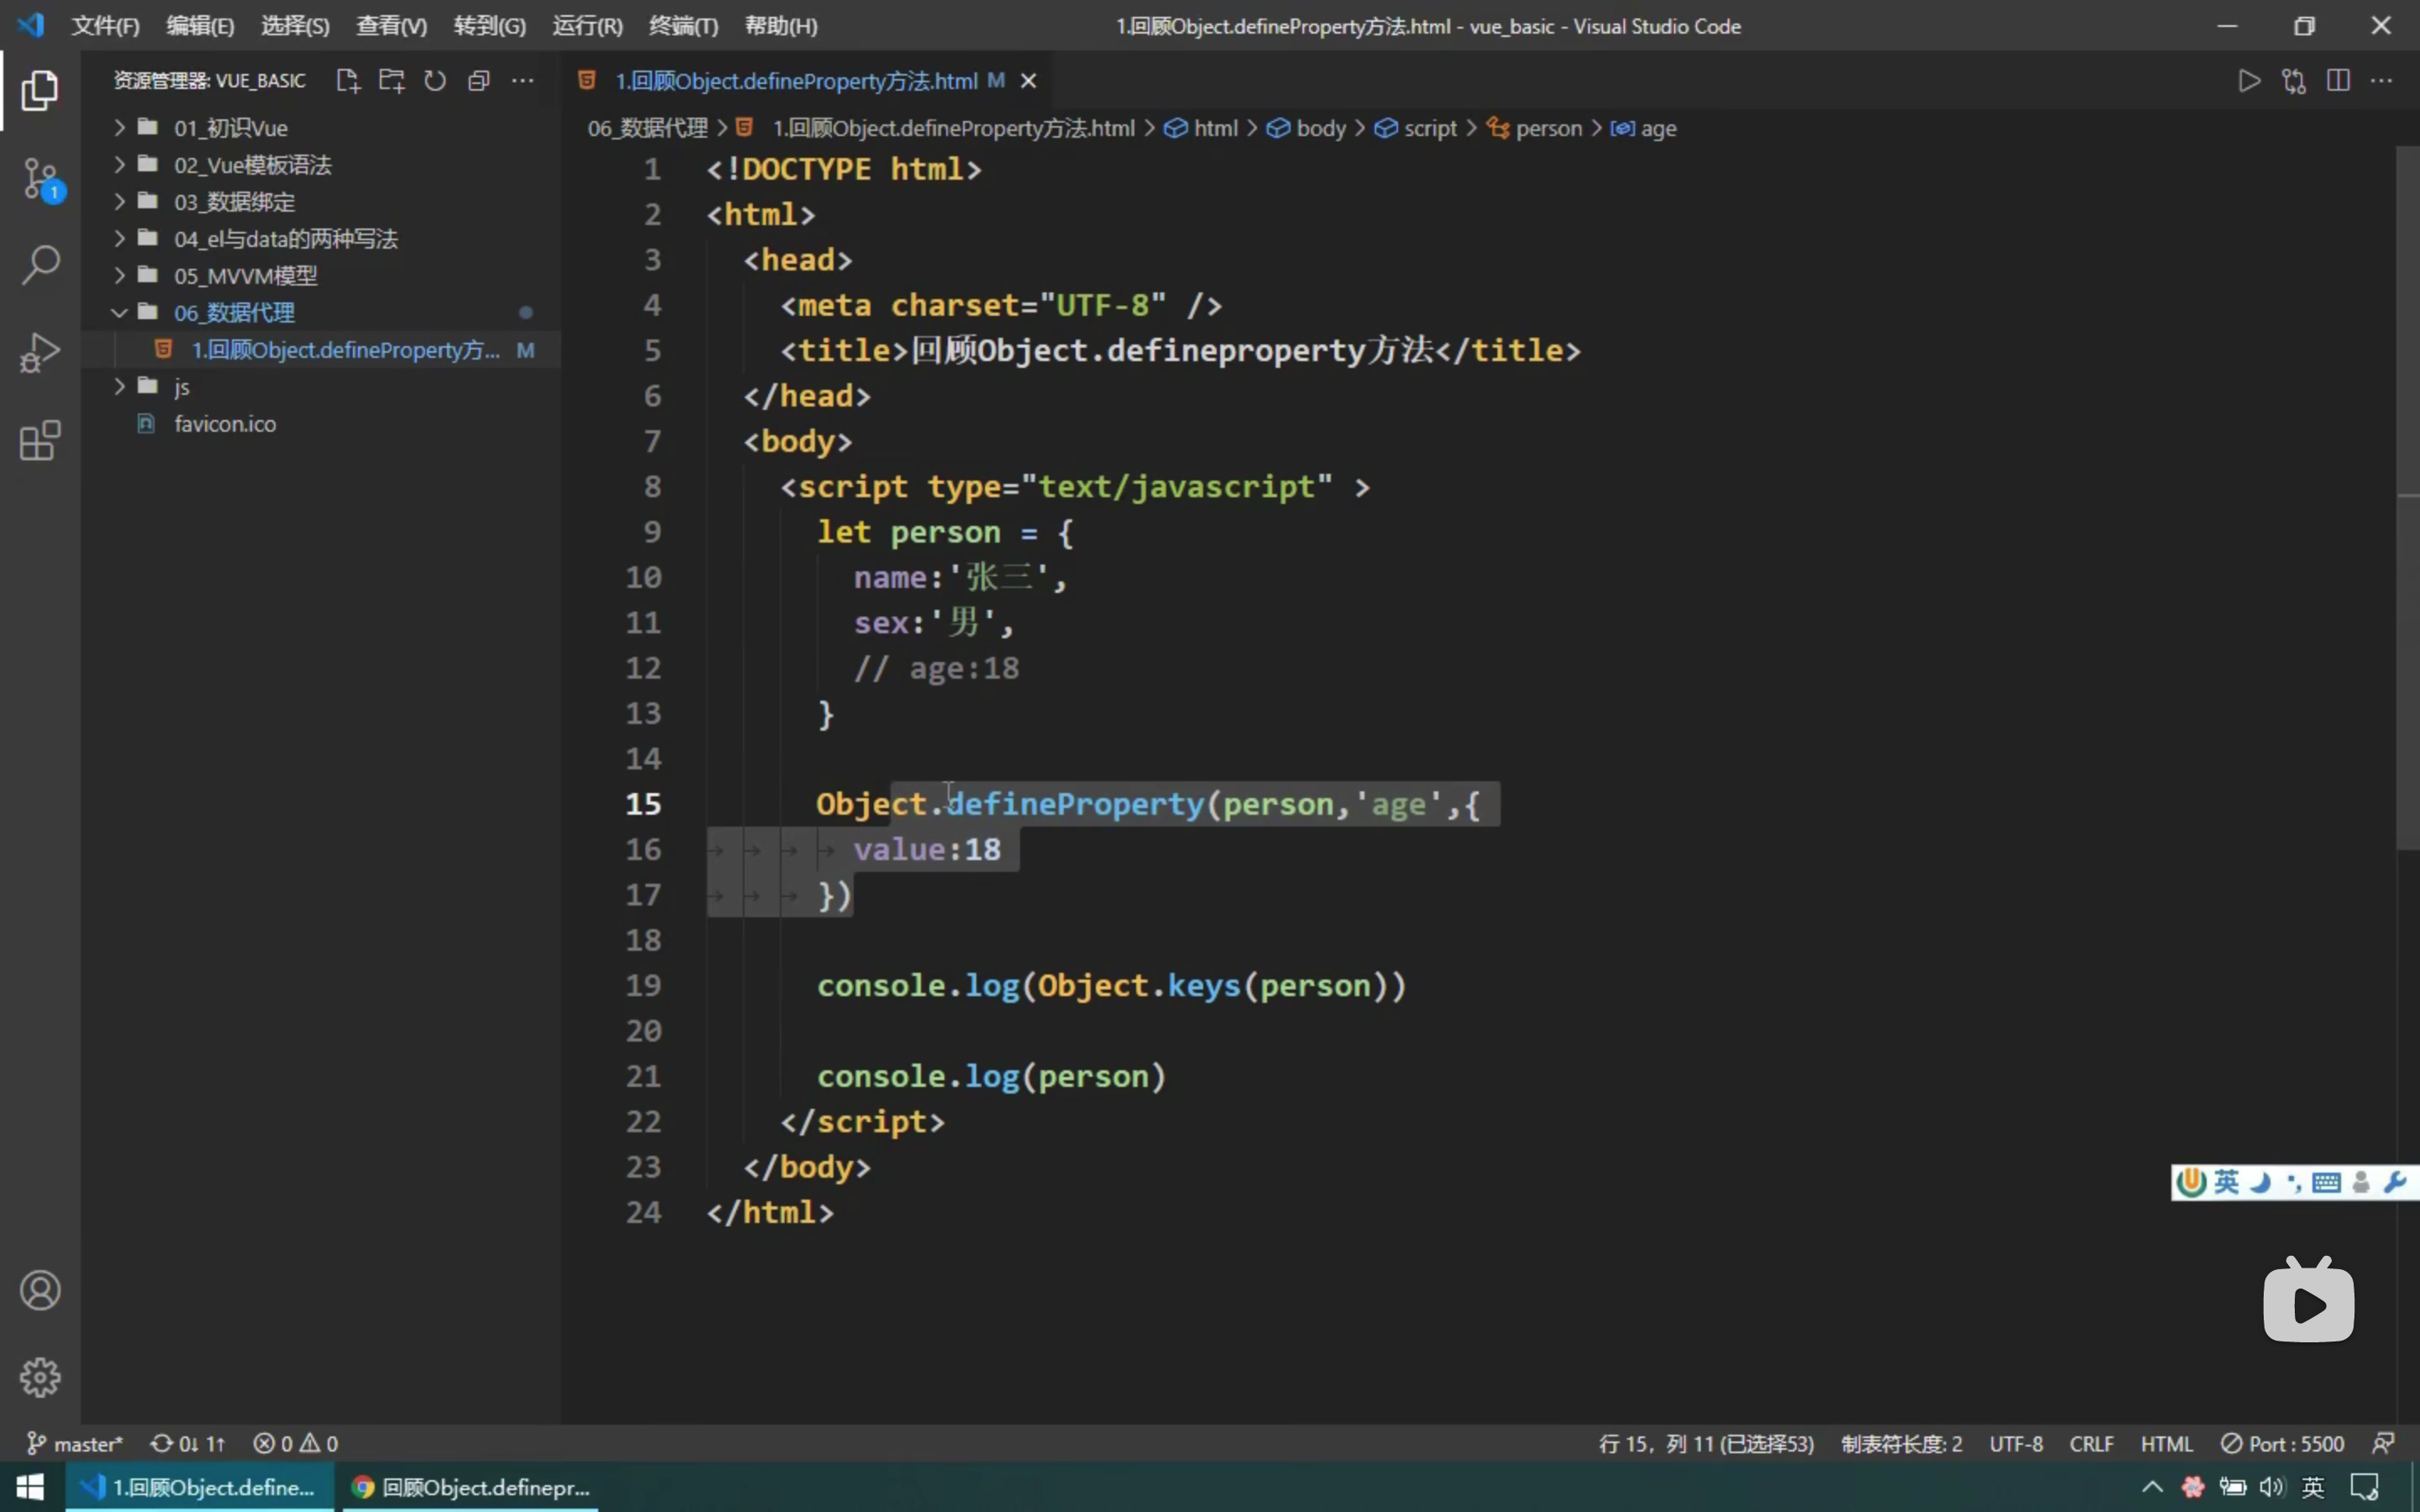 文件(F) 编辑(E) 选择(S) 查看(V) 转到(G) 运行(R) 终端(T) 帮助(H) 1.回顾Object.defineProperty方法.html - vue_basic - Visual Studio Code
资源管理器: VUE_BASIC
1.回顾Object.defineProperty方法.html M
01_初识Vue
02_Vue模板语法
03_数据绑定
04_el与data的两种写法
05_MVVM模型
06_数据代理
1.回顾Object.defineProperty方... M
js
favicon.ico
06_数据代理 > 1.回顾Object.defineProperty方法.html > html > body > script > person > age
1 <!DOCTYPE html>
2 <html>
3 <head>
4 <meta charset="UTF-8" />
5 <title>回顾Object.defineproperty方法</title>
6 </head>
7 <body>
8 <script type="text/javascript" >
9 let person = {
10 name:'张三',
11 sex:'男',
12 // age:18
13 }
14
15 Object.defineProperty(person,'age',{
16 value:18
17 })
18
19 console.log(Object.keys(person))
20
21 console.log(person)
22 </script>
23 </body>
24 </html>
英
1
master* 0↓ 1↑ 0 0 行 15，列 11 (已选择53) 制表符长度: 2 UTF-8 CRLF HTML Port : 5500
1.回顾Object.define... 回顾Object.definepr... 英